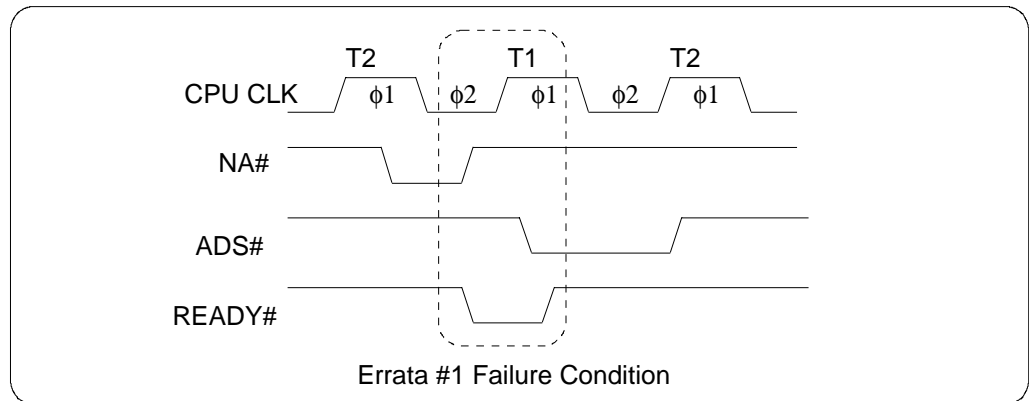 T2 T1 T2
CPU CLK ϕ1 ϕ2 ϕ1 ϕ2 ϕ1
NA#
ADS#
READY#
Errata #1 Failure Condition